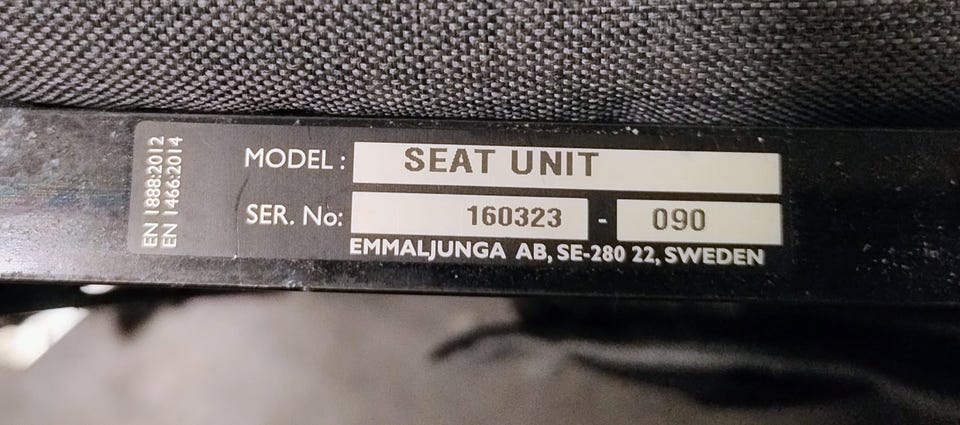 EN 1888:2012
EN 1466:2014
MODEL : SEAT UNIT
SER. No: 160323 - 090
EMMALJUNGA AB, SE-280 22, SWEDEN